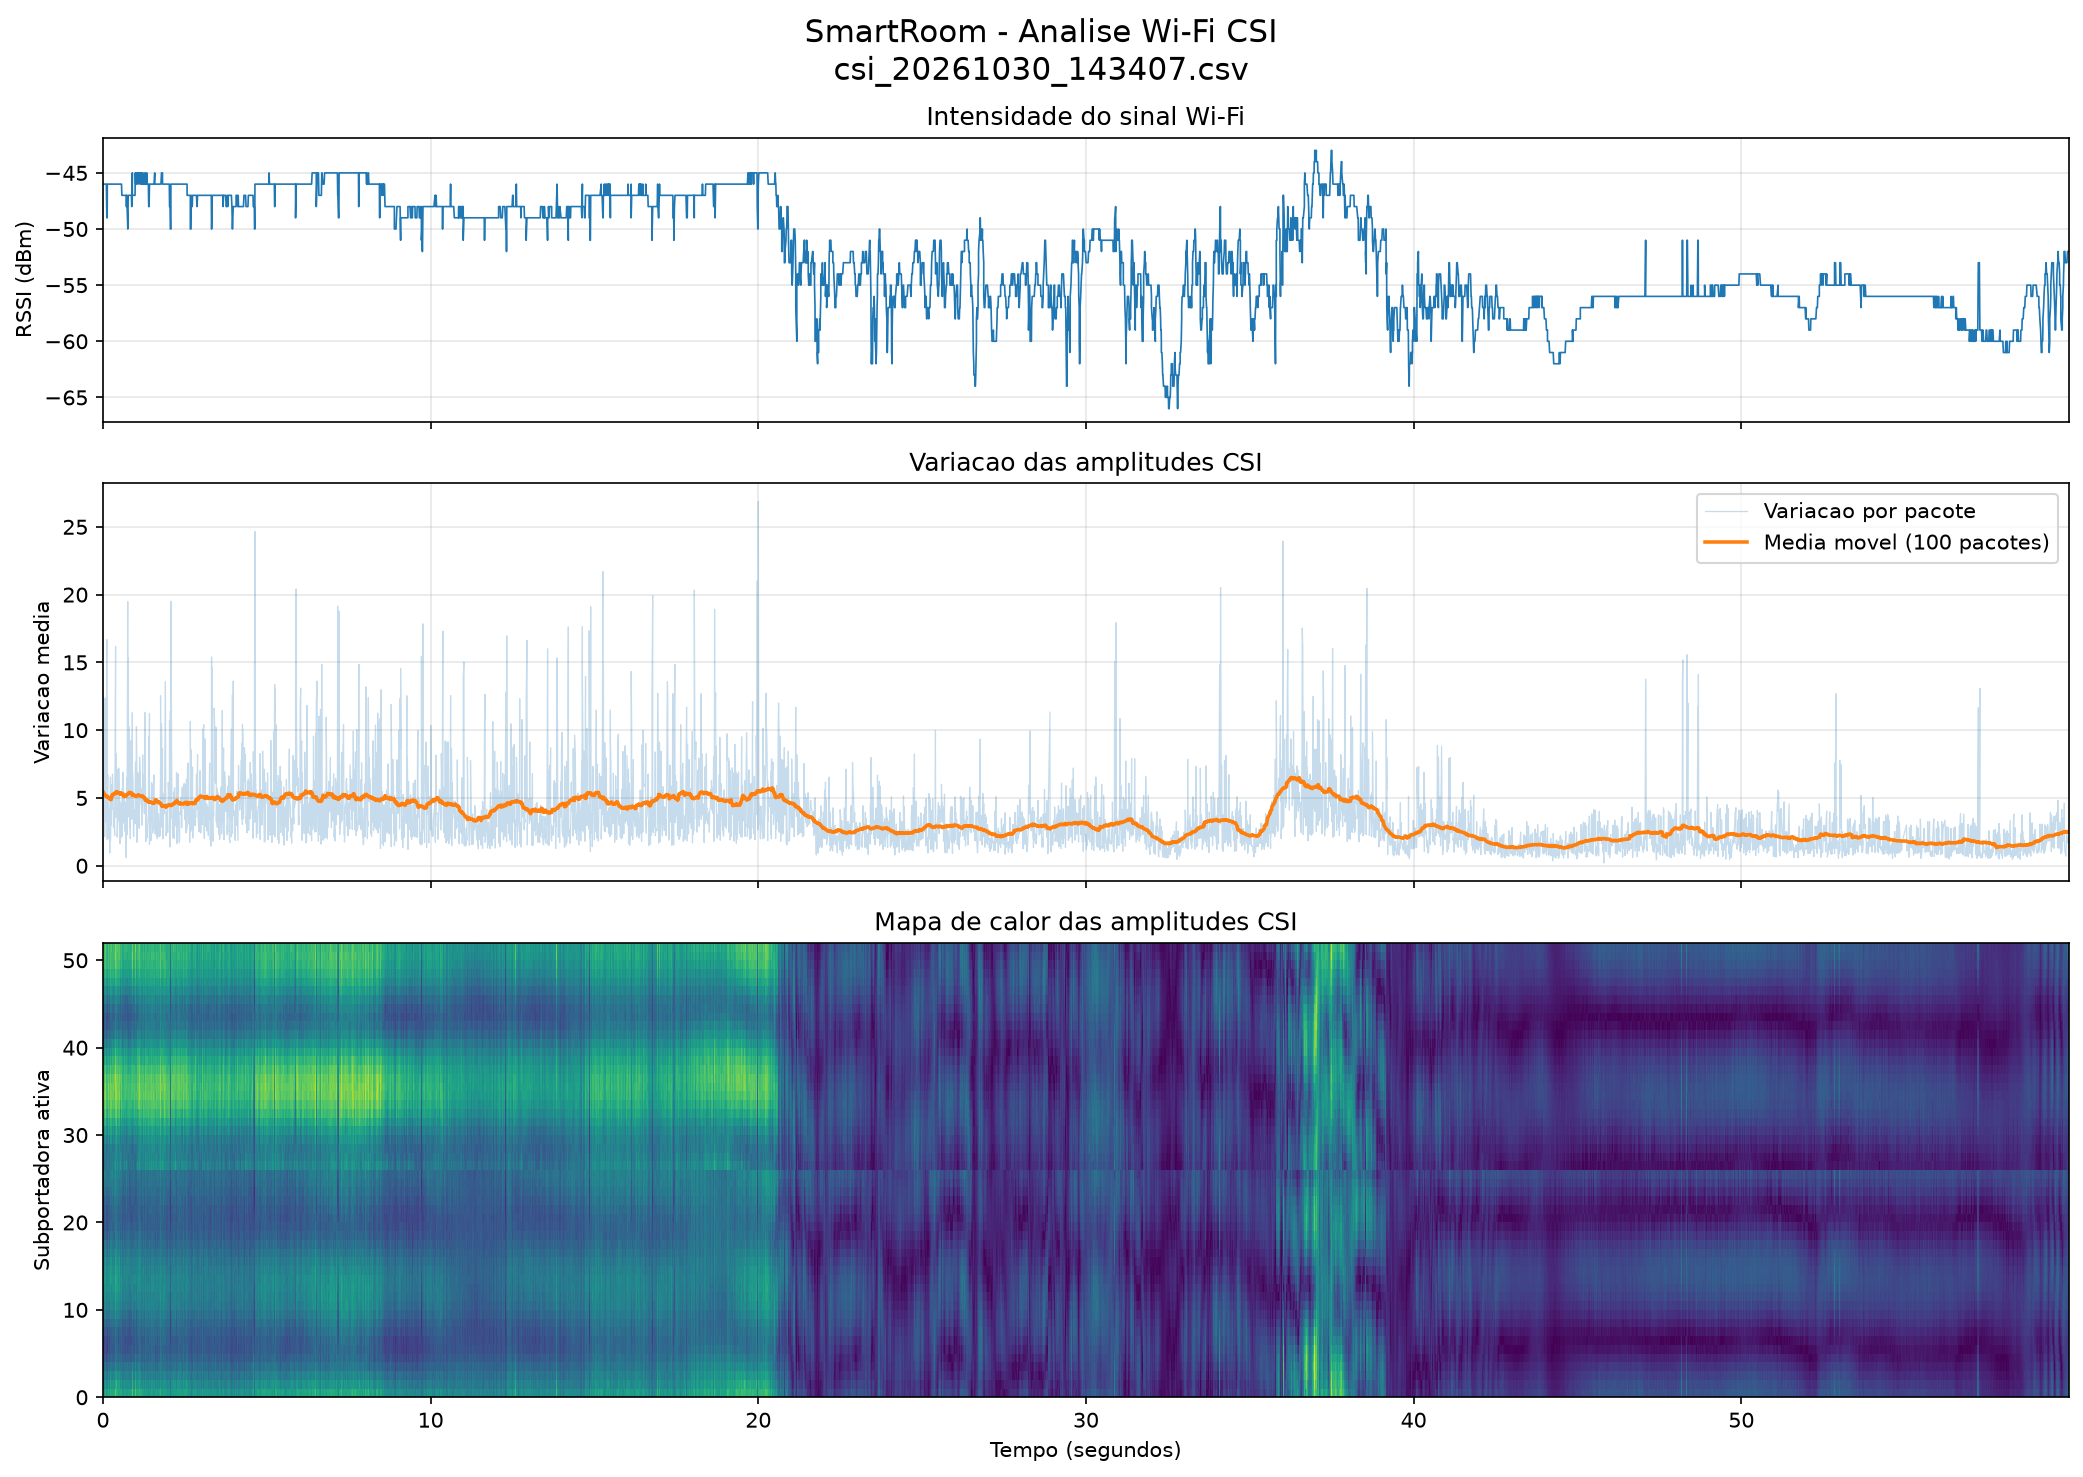 SmartRoom - Analise Wi-Fi CSI
csi_20261030_143407.csv
Intensidade do sinal Wi-Fi
RSSI (dBm)
−45
−50
−55
−60
−65
Variacao das amplitudes CSI
Variacao media
25
20
15
10
5
0
Variacao por pacote
Media movel (100 pacotes)
Mapa de calor das amplitudes CSI
Subportadora ativa
50
40
30
20
10
0
0 10 20 30 40 50
Tempo (segundos)